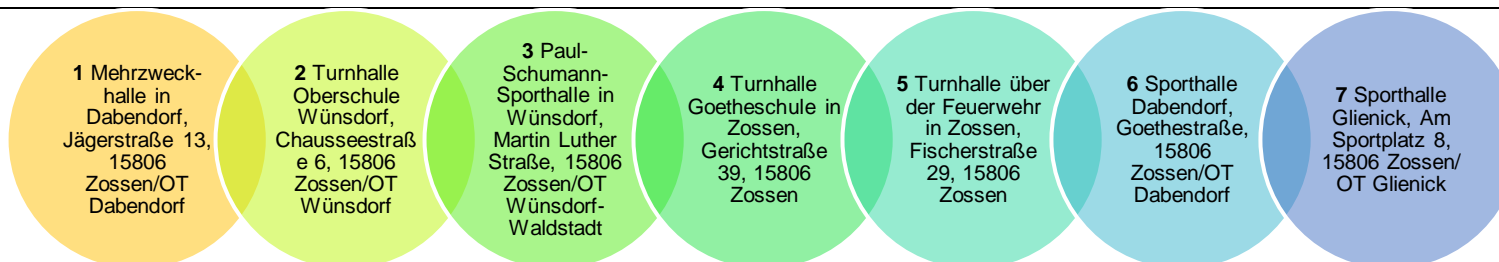 1 Mehrzweck-
halle in
Dabendorf,
Jägerstraße 13,
15806
Zossen/OT
Dabendorf
2 Turnhalle
Oberschule
Wünsdorf,
Chausseestraß
e 6, 15806
Zossen/OT
Wünsdorf
3 Paul-
Schumann-
Sporthalle in
Wünsdorf,
Martin Luther
Straße, 15806
Zossen/OT
Wünsdorf-
Waldstadt
4 Turnhalle
Goetheschule in
Zossen,
Gerichtstraße
39, 15806
Zossen
5 Turnhalle über
der Feuerwehr
in Zossen,
Fischerstraße
29, 15806
Zossen
6 Sporthalle
Dabendorf,
Goethestraße,
15806
Zossen/OT
Dabendorf
7 Sporthalle
Glienick, Am
Sportplatz 8,
15806 Zossen/
OT Glienick